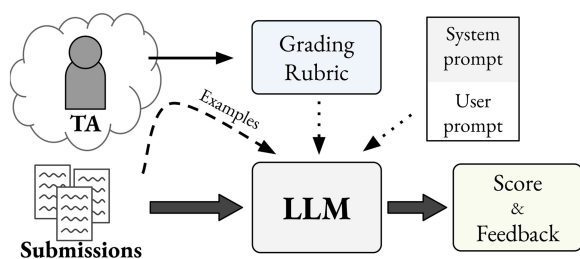 Grading
Rubric
System
prompt
User
prompt
TA
Examples
LLM
Score
&
Feedback
Submissions